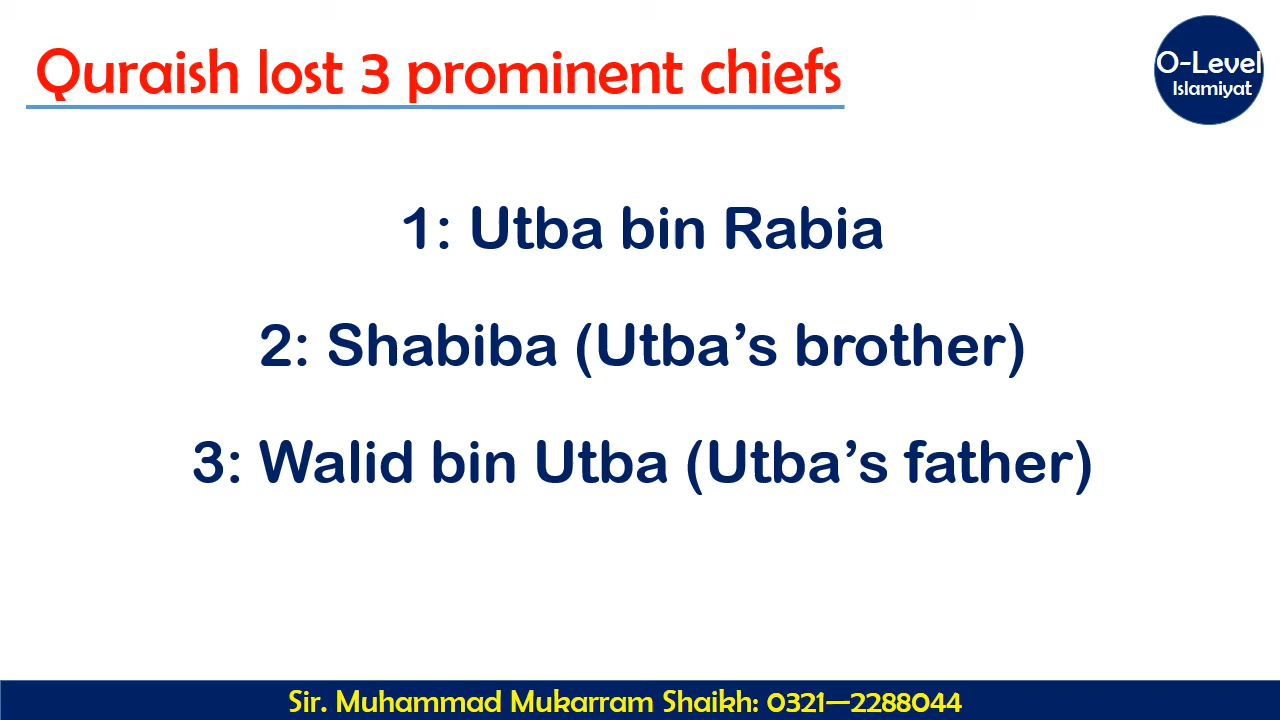 Quraish lost 3 prominent chiefs
O-Level
Islamiyat
1: Utba bin Rabia
2: Shabiba (Utba’s brother)
3: Walid bin Utba (Utba’s father)
Sir. Muhammad Mukarram Shaikh: 0321—2288044